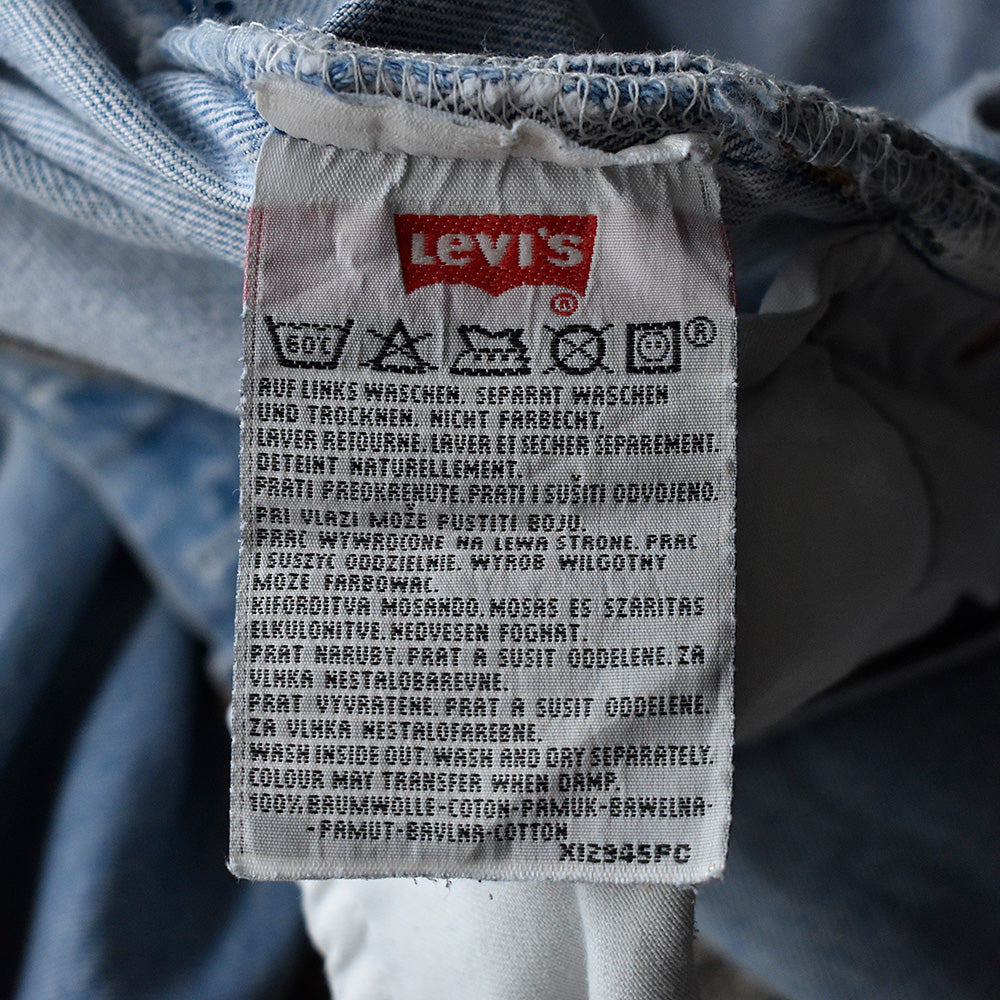 Levi's
®
60°C ®
AUF LINKS WASCHEN. SEPARAT WASCHEN
UND TROCKNEN. NICHT FARBECHT.
LAVER RETOURNE. LAVER ET SECHER SEPAREMENT.
DETEINT NATURELLEMENT.
PRATI PREOKRENUTE. PRATI I SUŠITI ODVOJENO.
PRI VLAZI MOŽE PUSTITI BOJU.
PRAC WYWROCONE NA LEWA STRONE. PRAC
I SUSZYC ODDZIELNIE. WYROB WILGOTNY
MOZE FARBOWAC.
KIFORDITVA MOSANDO. MOSAS ES SZARITAS
ELKULONITVE. NEDVESEN FOGHAT.
PRAT NARUBY. PRAT A SUSIT ODDELENE. ZA
VLHKA NESTALOBAREVNE.
PRAT VYVRATENE. PRAT A SUSIT ODDELENE.
ZA VLHKA NESTALOFAREBNE.
WASH INSIDE OUT. WASH AND DRY SEPARATELY.
COLOUR MAY TRANSFER WHEN DAMP.
100% BAUMWOLLE-COTON-PAMUK-BAWELNA-
-PAMUT-BAVLNA-COTTON
XI2945PC